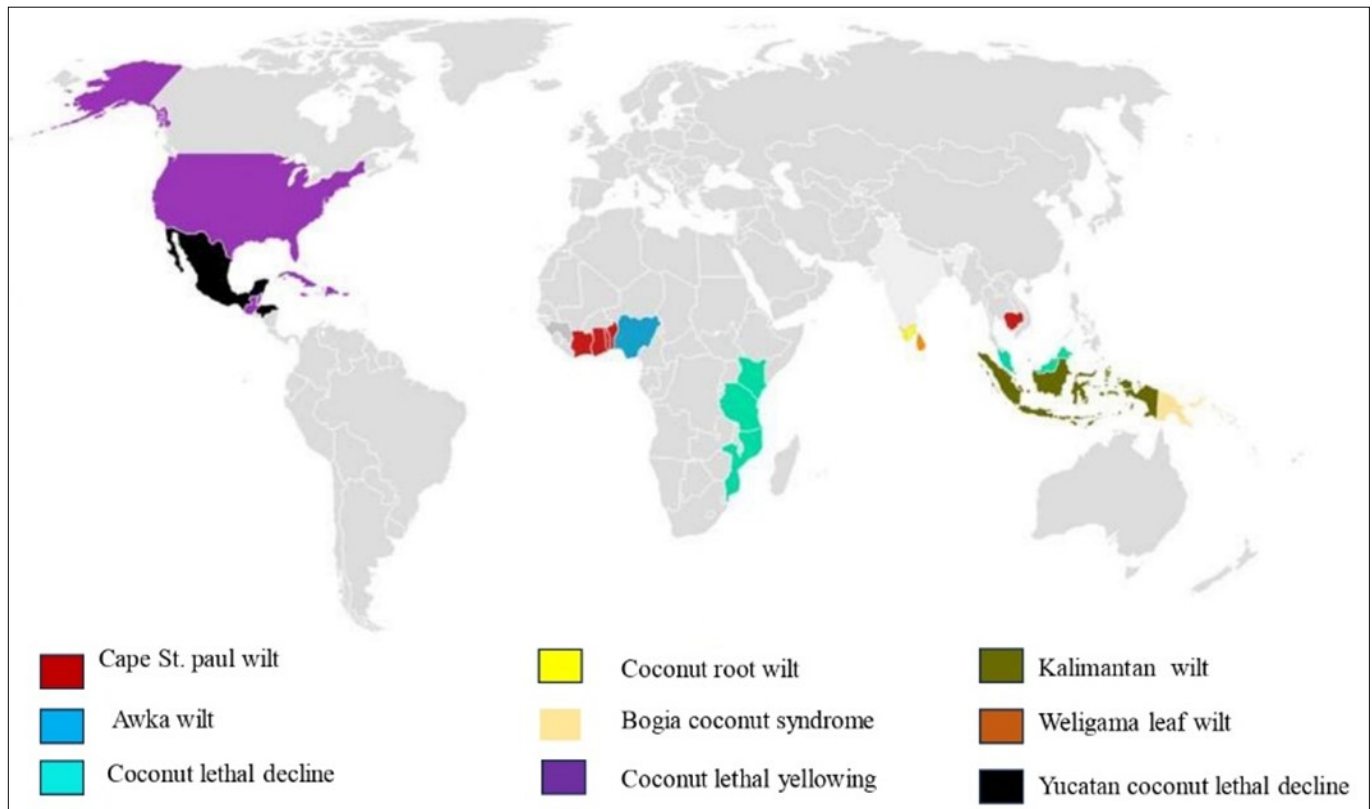 Cape St. paul wilt
Awka wilt
Coconut lethal decline
Coconut root wilt
Bogia coconut syndrome
Coconut lethal yellowing
Kalimantan wilt
Weligama leaf wilt
Yucatan coconut lethal decline